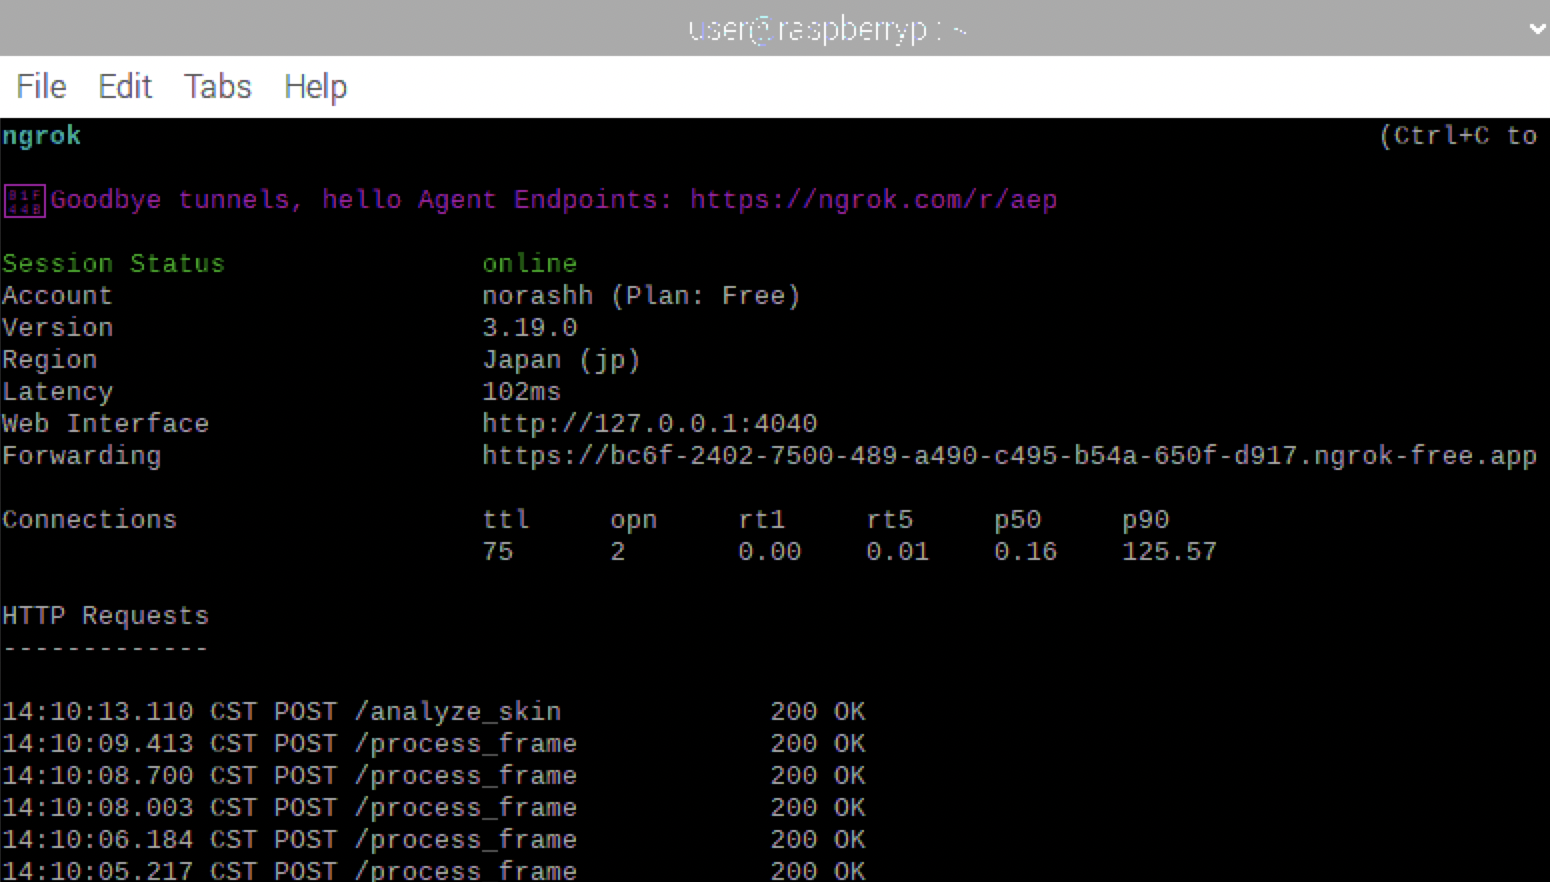 user@raspberryp : ~
File Edit Tabs Help
ngrok (Ctrl+C to
Goodbye tunnels, hello Agent Endpoints: https://ngrok.com/r/aep
Session Status online
Account norashh (Plan: Free)
Version 3.19.0
Region Japan (jp)
Latency 102ms
Web Interface http://127.0.0.1:4040
Forwarding https://bc6f-2402-7500-489-a490-c495-b54a-650f-d917.ngrok-free.app
Connections ttl opn rt1 rt5 p50 p90
75 2 0.00 0.01 0.16 125.57
HTTP Requests
-------------
14:10:13.110 CST POST /analyze_skin 200 OK
14:10:09.413 CST POST /process_frame 200 OK
14:10:08.700 CST POST /process_frame 200 OK
14:10:08.003 CST POST /process_frame 200 OK
14:10:06.184 CST POST /process_frame 200 OK
14:10:05.217 CST POST /process_frame 200 OK